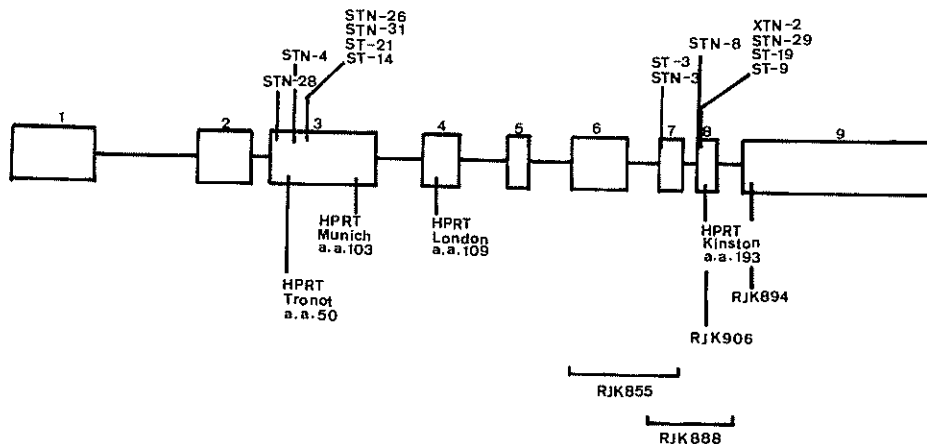 STN-26
STN-31
ST-21
ST-14
STN-4
STN-28
XTN-2
STN-29
ST-19
ST-9
STN-8
ST-3
STN-3
1
2
3
4
5
6
7
8
9
HPRT
Munich
a.a.103
HPRT
London
a.a.109
HPRT
Kinston
a.a.193
HPRT
Tronot
a.a.50
RJK894
RJK906
RJK855
RJK888